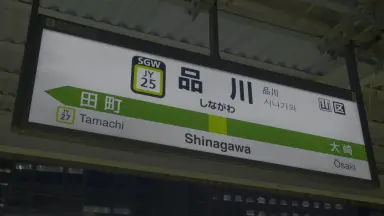 SGW
JY
25
品川
しながわ
品川
시나가와
山 区
田町
JY
27
Tamachi
Shinagawa
大崎
Ōsaki